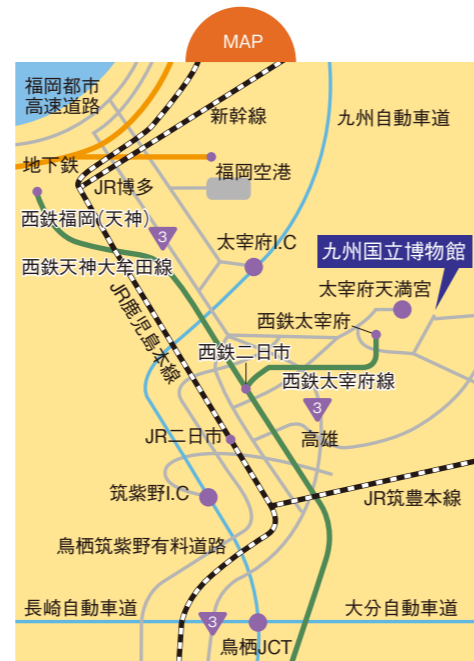 MAP
福岡都市
高速道路
新幹線
九州自動車道
地下鉄
JR博多
福岡空港
西鉄福岡(天神)
3
太宰府I.C
九州国立博物館
西鉄天神大牟田線
太宰府天満宮
JR鹿児島本線
西鉄太宰府
西鉄二日市
西鉄太宰府線
3
高雄
JR二日市
筑紫野I.C
JR筑豊本線
鳥栖筑紫野有料道路
長崎自動車道
3
大分自動車道
鳥栖JCT